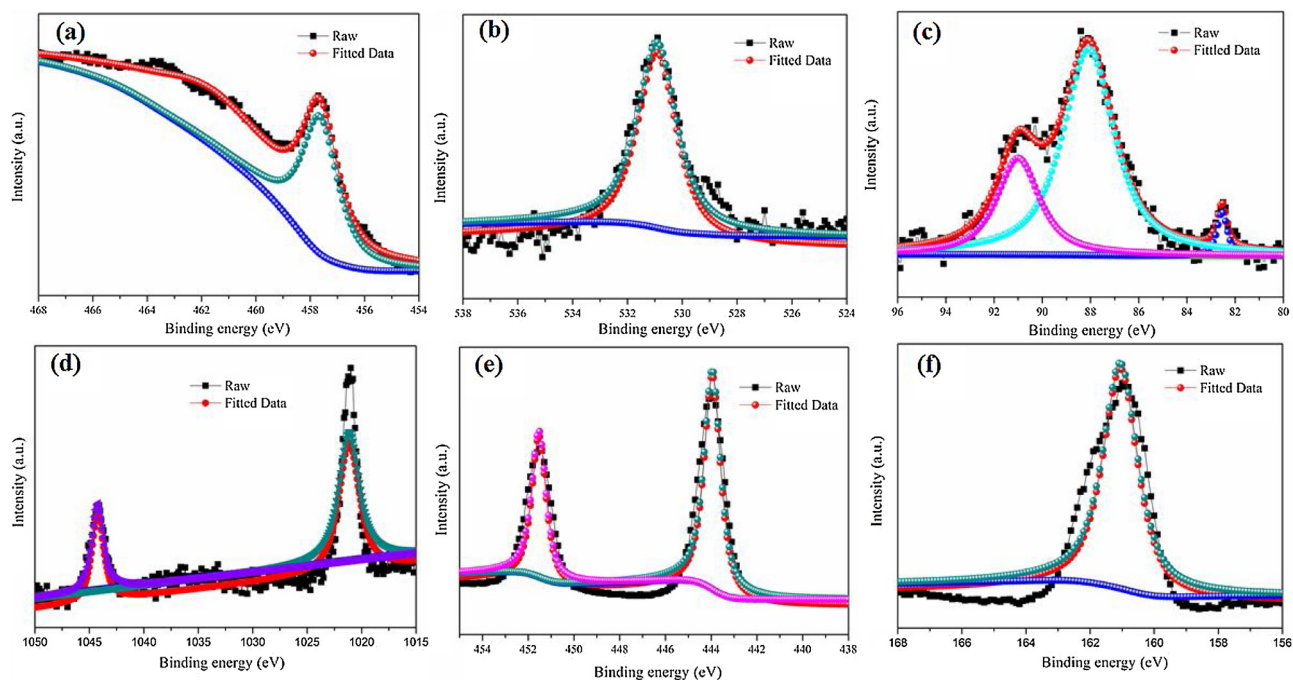 (a)
Raw
Fitted Data
Intensity (a.u.)
468 466 464 462 460 458 456 454
Binding energy (eV)
(b)
Raw
Fitted Data
Intensity (a.u.)
538 536 534 532 530 528 526 524
Binding energy (eV)
(c)
Raw
Fittled Data
Intensity (a.u.)
96 94 92 90 88 86 84 82 80
Binding energy (eV)
(d)
Raw
Fitted Data
Intensity (a.u.)
1050 1045 1040 1035 1030 1025 1020 1015
Binding energy (eV)
(e)
Raw
Fitted Data
Intensity (a.u.)
454 452 450 448 446 444 442 440 438
Binding energy (eV)
(f)
Raw
Fitted Data
Intensity (a.u.)
168 166 164 162 160 158 156
Binding energy (eV)